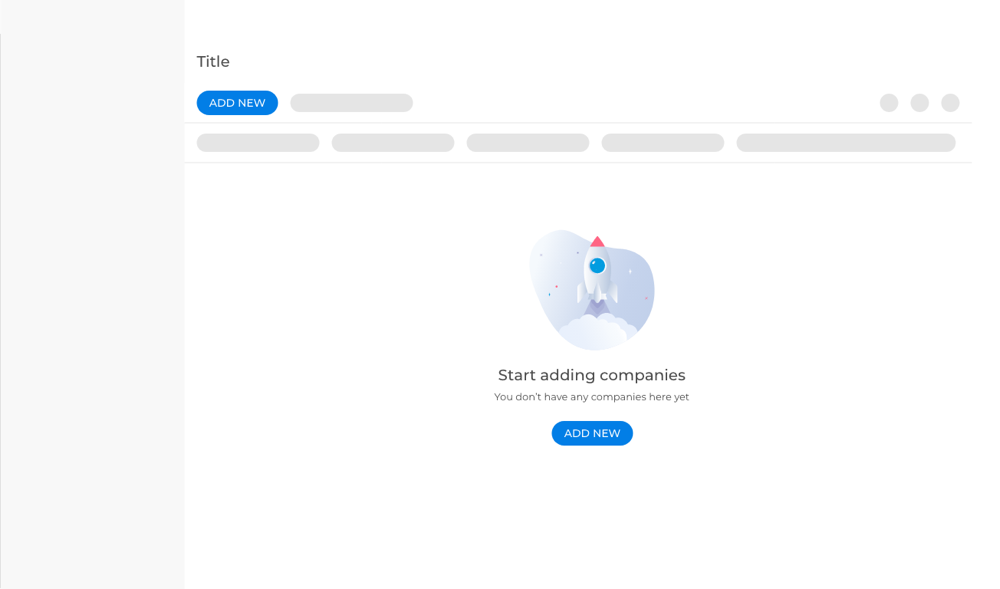 Title
ADD NEW
Start adding companies
You don’t have any companies here yet
ADD NEW